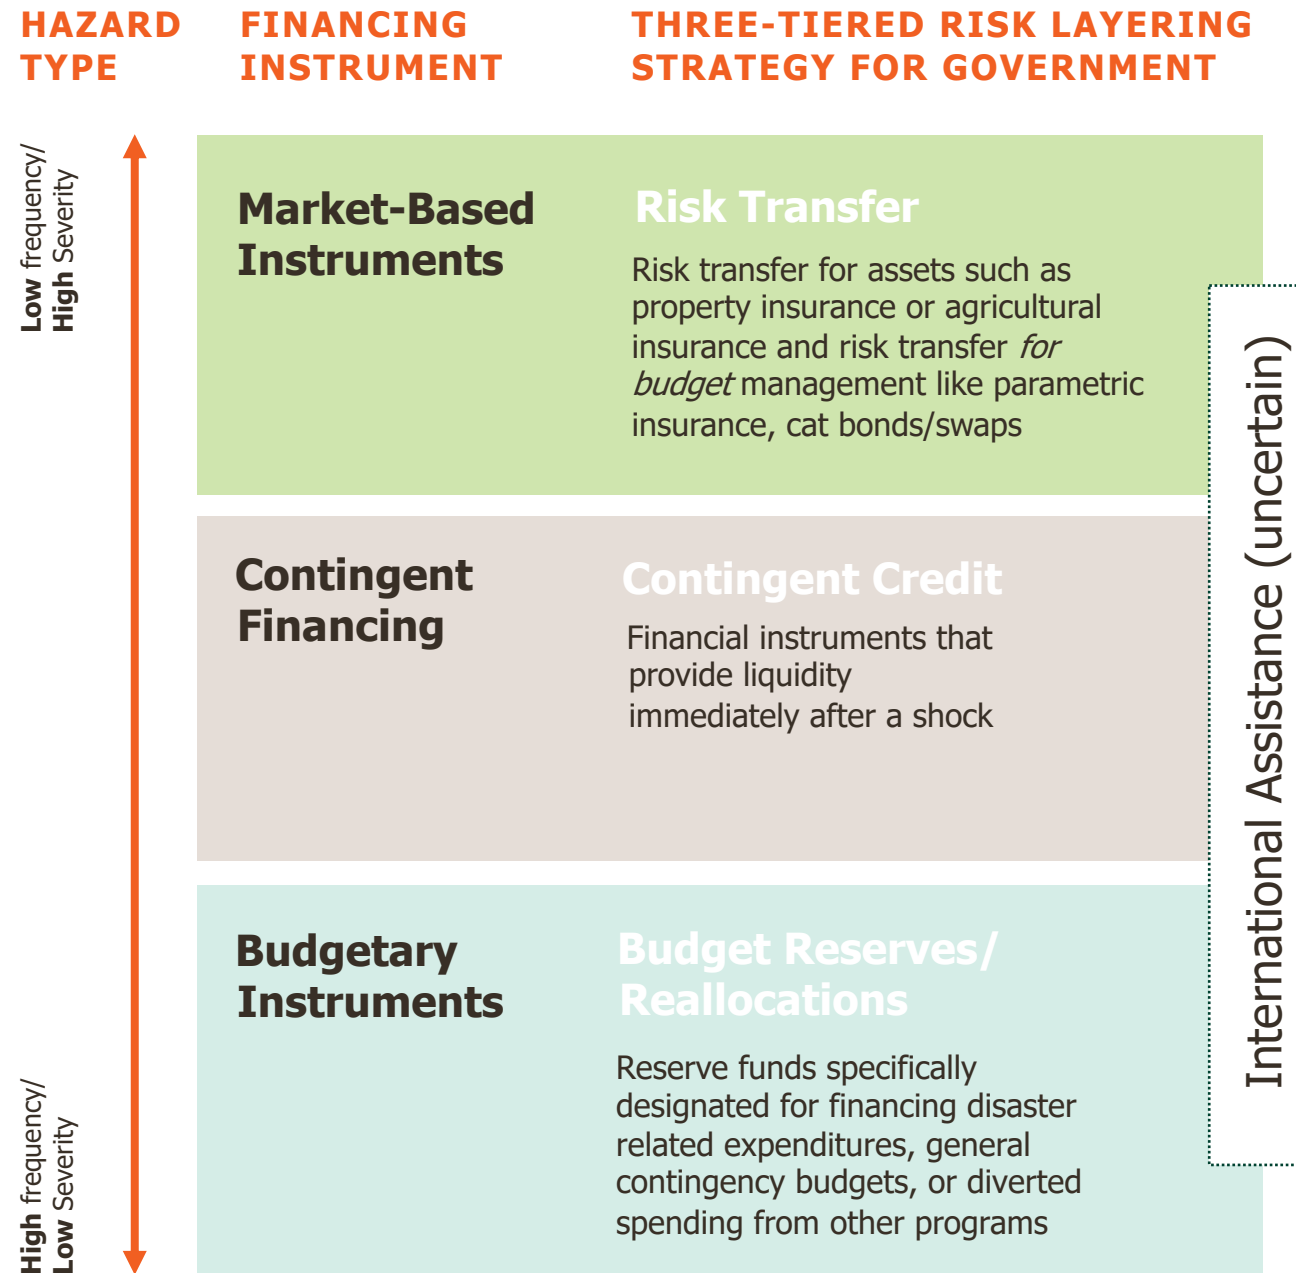 HAZARD
TYPE
FINANCING
INSTRUMENT
THREE-TIERED RISK LAYERING
STRATEGY FOR GOVERNMENT
Low frequency/
High Severity
Market-Based
Instruments
Risk Transfer
Risk transfer for assets such as
property insurance or agricultural
insurance and risk transfer for
budget management like parametric
insurance, cat bonds/swaps
Contingent
Financing
Contingent Credit
Financial instruments that
provide liquidity
immediately after a shock
Budgetary
Instruments
Budget Reserves/
Reallocations
Reserve funds specifically
designated for financing disaster
related expenditures, general
contingency budgets, or diverted
spending from other programs
High frequency/
Low Severity
International Assistance (uncertain)